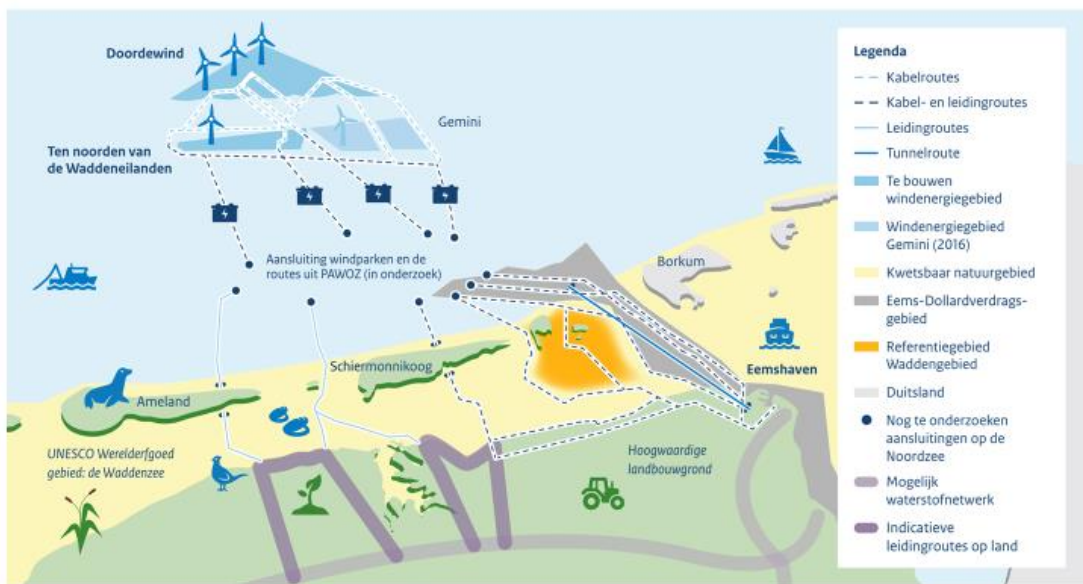 Doordewind
Gemini
Ten noorden van
de Waddeneilanden
Aansluiting windparken en de
routes uit PAWOZ (in onderzoek)
Borkum
Schiermonnikoog
Eemshaven
Ameland
UNESCO Werelderfgoed
gebied: de Waddenzee
Hoogwaardige
landbouwgrond
Legenda
Kabelroutes
Kabel- en leidingroutes
Leidingroutes
Tunnelroute
Te bouwen
windenergiegebied
Windenergiegebied
Gemini (2016)
Kwetsbaar natuurgebied
Eems-Dollardverdrags-
gebied
Referentiegebied
Waddengebied
Duitsland
Nog te onderzoeken
aansluitingen op de
Noordzee
Mogelijk
waterstofnetwerk
Indicatieve
leidingroutes op land